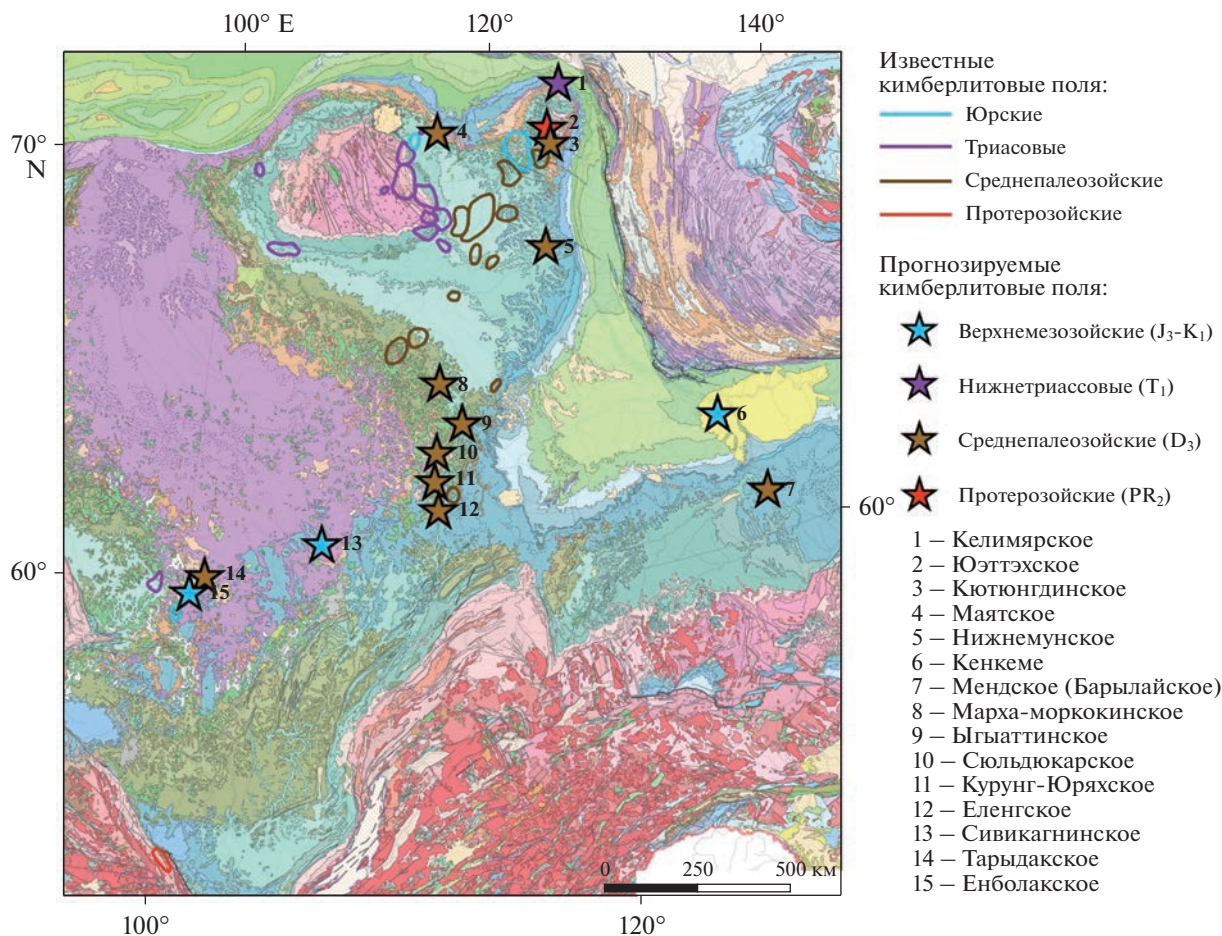 100° E
120°
140°
70°
N
60°
60°
100°
120°
1
2
3
4
5
6
7
8
9
10
11
12
13
14
15
0
250
500 км
Известные
кимберлитовые поля:
Юрские
Триасовые
Среднепалеозойские
Протерозойские
Прогнозируемые
кимберлитовые поля:
Верхнемезозойские (J₃-K₁)
Нижнетриассовые (T₁)
Среднепалеозойские (D₃)
Протерозойские (PR₂)
1 – Келимярское
2 – Юэттэхское
3 – Кютюнгдинское
4 – Маятское
5 – Нижнемунское
6 – Кенкеме
7 – Мендское (Барылайское)
8 – Марха-моркокинское
9 – Ыгыаттинское
10 – Сюльдюкарское
11 – Курунг-Юряхское
12 – Еленгское
13 – Сивикагнинское
14 – Тарыдакское
15 – Енболакское